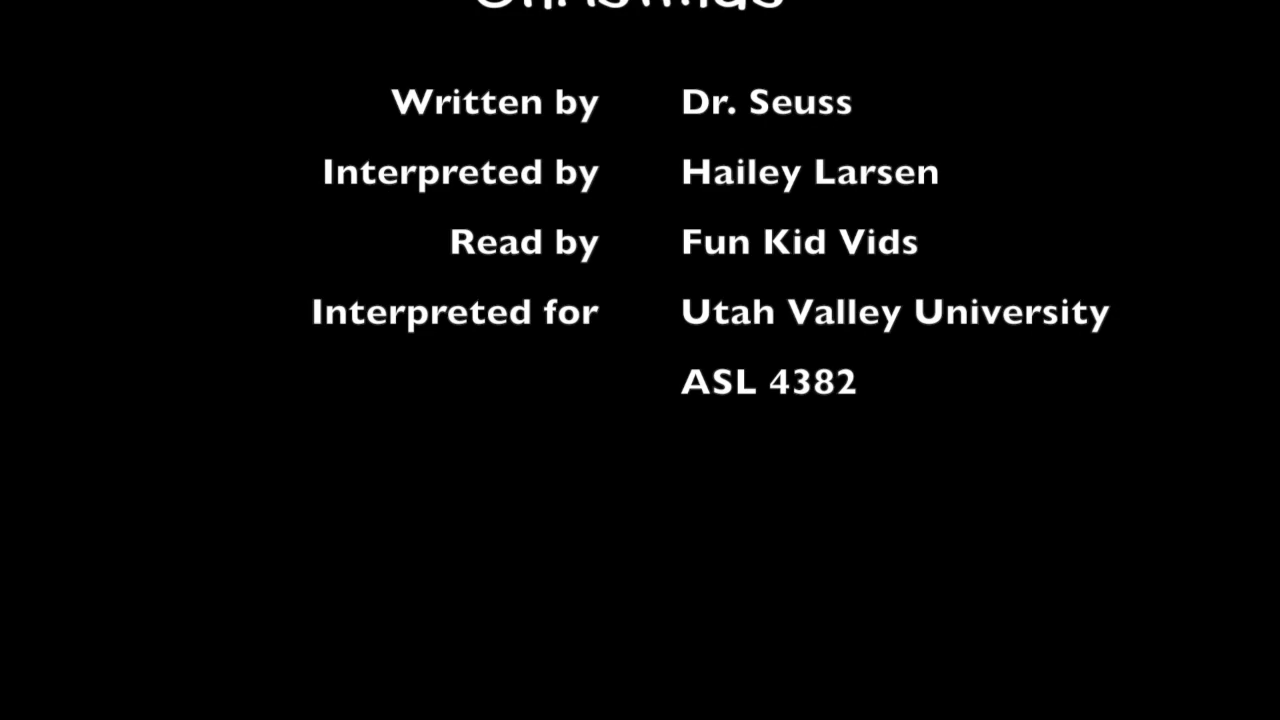 Written by Dr. Seuss
Interpreted by Hailey Larsen
Read by Fun Kid Vids
Interpreted for Utah Valley University
ASL 4382